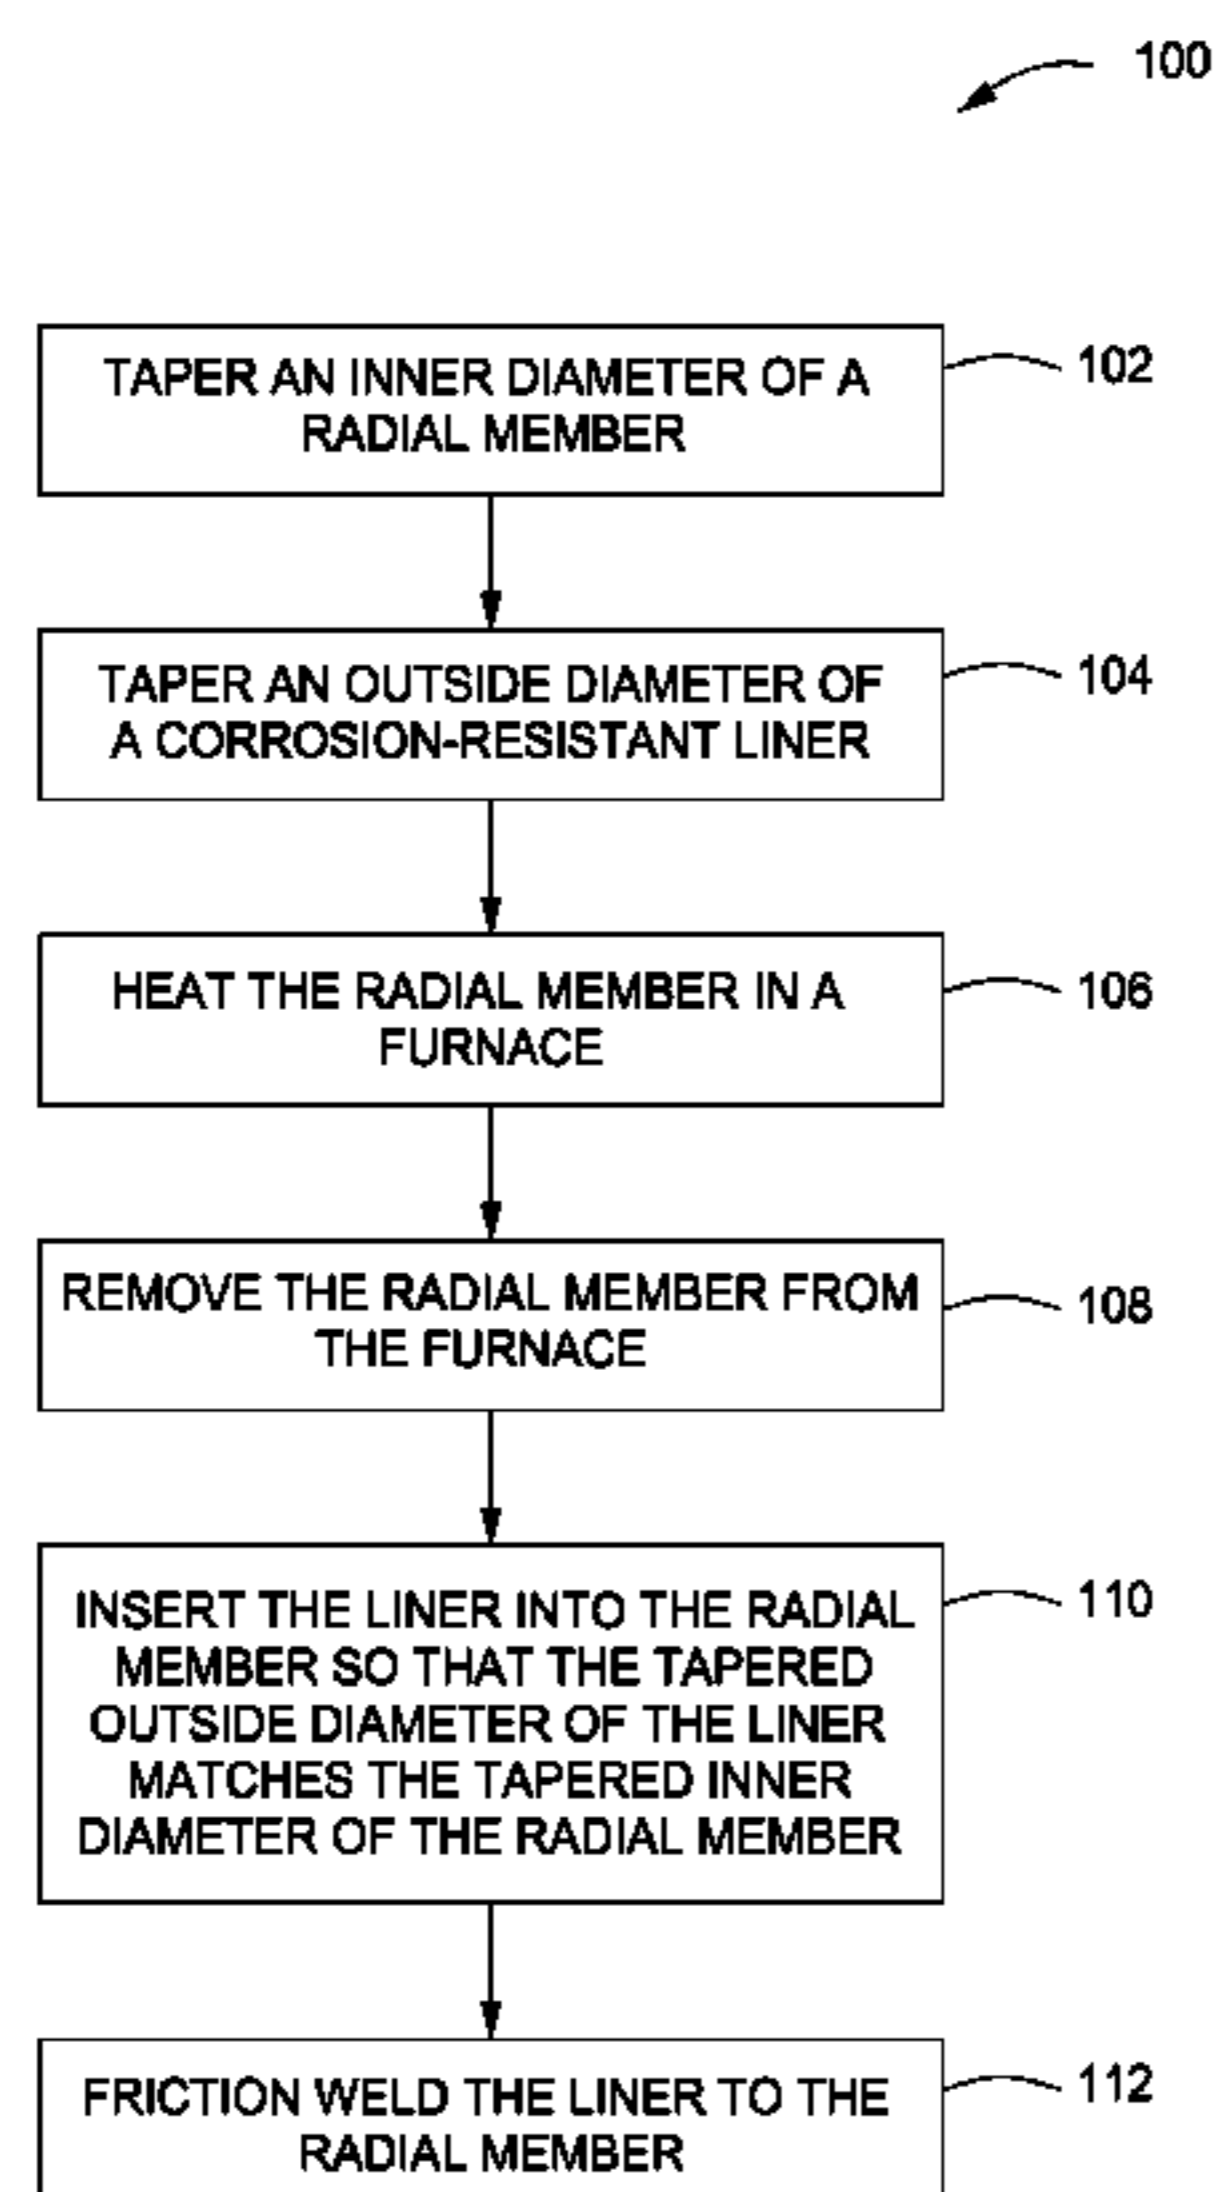 100
TAPER AN INNER DIAMETER OF A
RADIAL MEMBER
102
TAPER AN OUTSIDE DIAMETER OF
A CORROSION-RESISTANT LINER
104
HEAT THE RADIAL MEMBER IN A
FURNACE
106
REMOVE THE RADIAL MEMBER FROM
THE FURNACE
108
INSERT THE LINER INTO THE RADIAL
MEMBER SO THAT THE TAPERED
OUTSIDE DIAMETER OF THE LINER
MATCHES THE TAPERED INNER
DIAMETER OF THE RADIAL MEMBER
110
FRICTION WELD THE LINER TO THE
RADIAL MEMBER
112